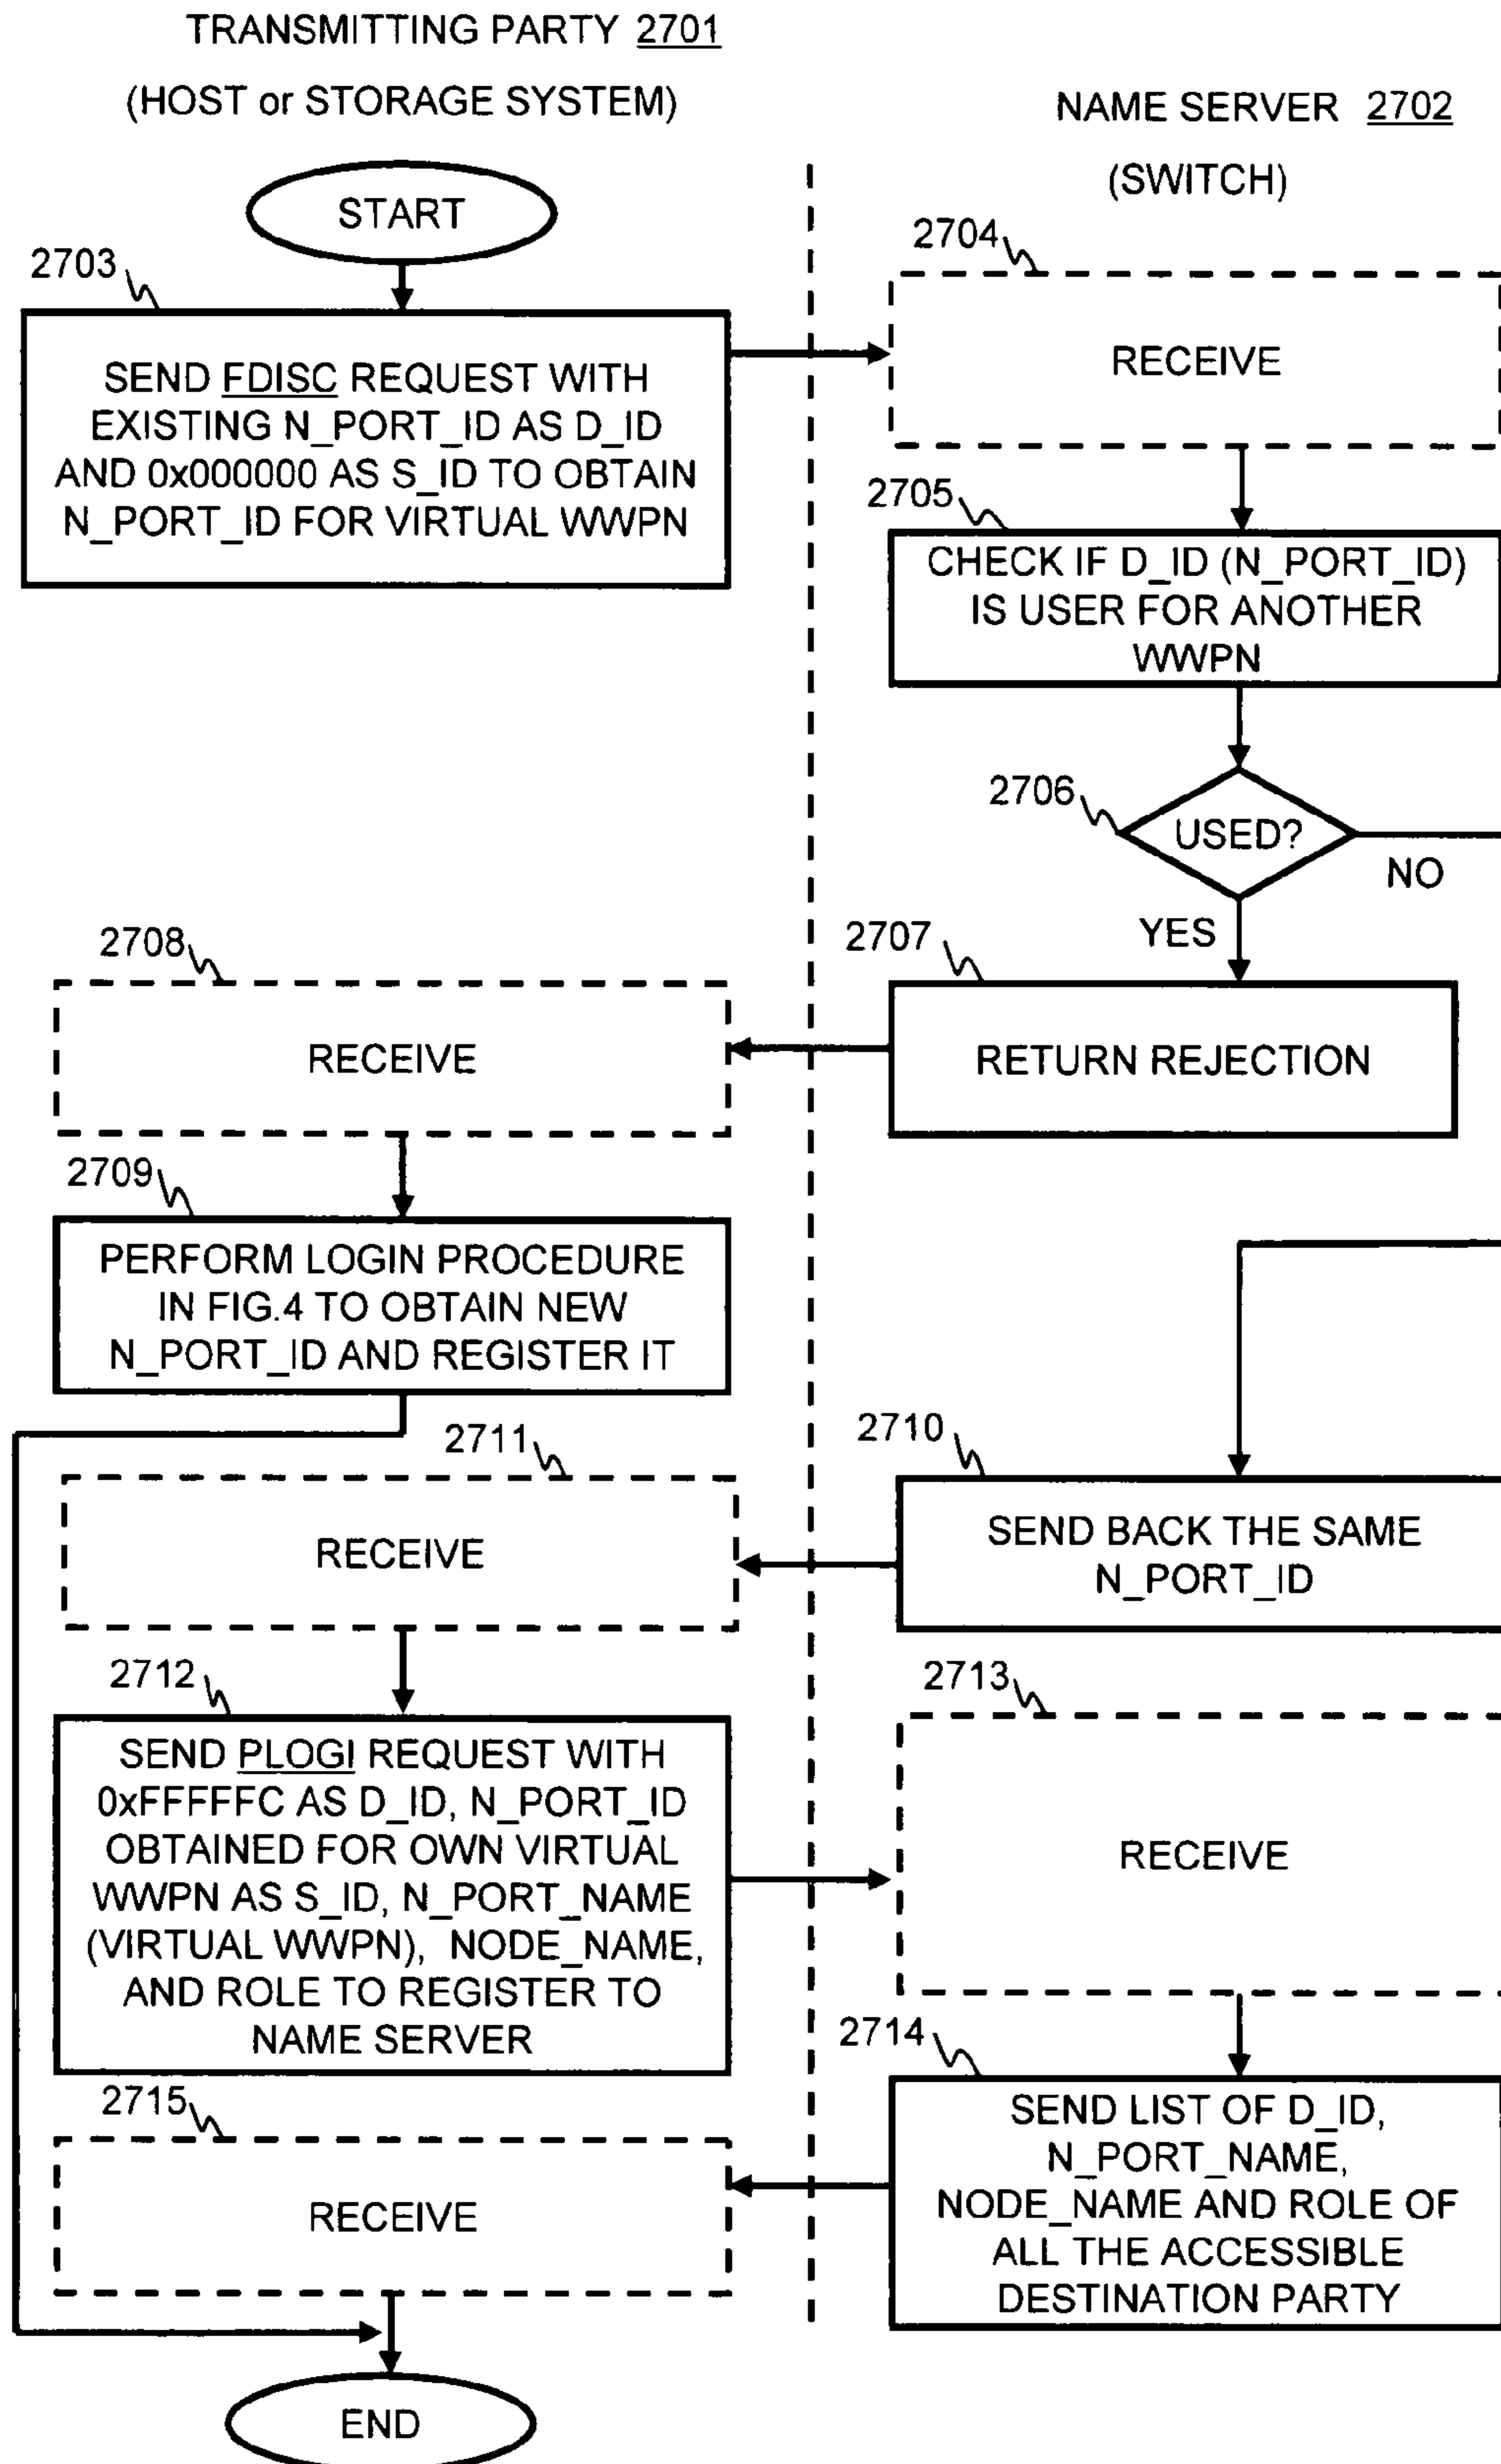 TRANSMITTING PARTY 2701
(HOST or STORAGE SYSTEM)
NAME SERVER 2702
(SWITCH)
START
2703
SEND FDISC REQUEST WITH
EXISTING N_PORT_ID AS D_ID
AND 0x000000 AS S_ID TO OBTAIN
N_PORT_ID FOR VIRTUAL WWPN
2704
RECEIVE
2705
CHECK IF D_ID (N_PORT_ID)
IS USER FOR ANOTHER
WWPN
2706
USED?
NO
YES
2707
RETURN REJECTION
2708
RECEIVE
2709
PERFORM LOGIN PROCEDURE
IN FIG.4 TO OBTAIN NEW
N_PORT_ID AND REGISTER IT
2710
SEND BACK THE SAME
N_PORT_ID
2711
RECEIVE
2712
SEND PLOGI REQUEST WITH
0xFFFFFC AS D_ID, N_PORT_ID
OBTAINED FOR OWN VIRTUAL
WWPN AS S_ID, N_PORT_NAME
(VIRTUAL WWPN), NODE_NAME,
AND ROLE TO REGISTER TO
NAME SERVER
2713
RECEIVE
2714
SEND LIST OF D_ID,
N_PORT_NAME,
NODE_NAME AND ROLE OF
ALL THE ACCESSIBLE
DESTINATION PARTY
2715
RECEIVE
END